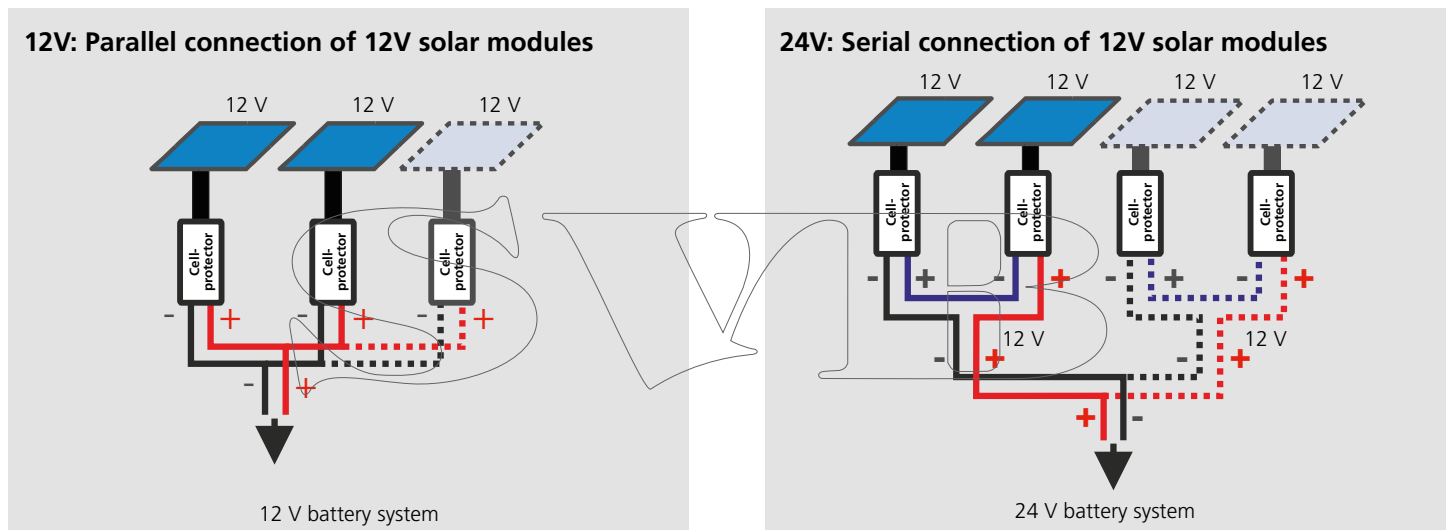 12V: Parallel connection of 12V solar modules
12 V
12 V
12 V
Cell-
protector
Cell-
protector
Cell-
protector
-
+
-
+
-
+
-
+
12 V battery system
24V: Serial connection of 12V solar modules
12 V
12 V
12 V
12 V
Cell-
protector
Cell-
protector
Cell-
protector
Cell-
protector
-
+
-
+
-
+
-
+
12 V
12 V
-
+
-
+
+
-
24 V battery system
SVB